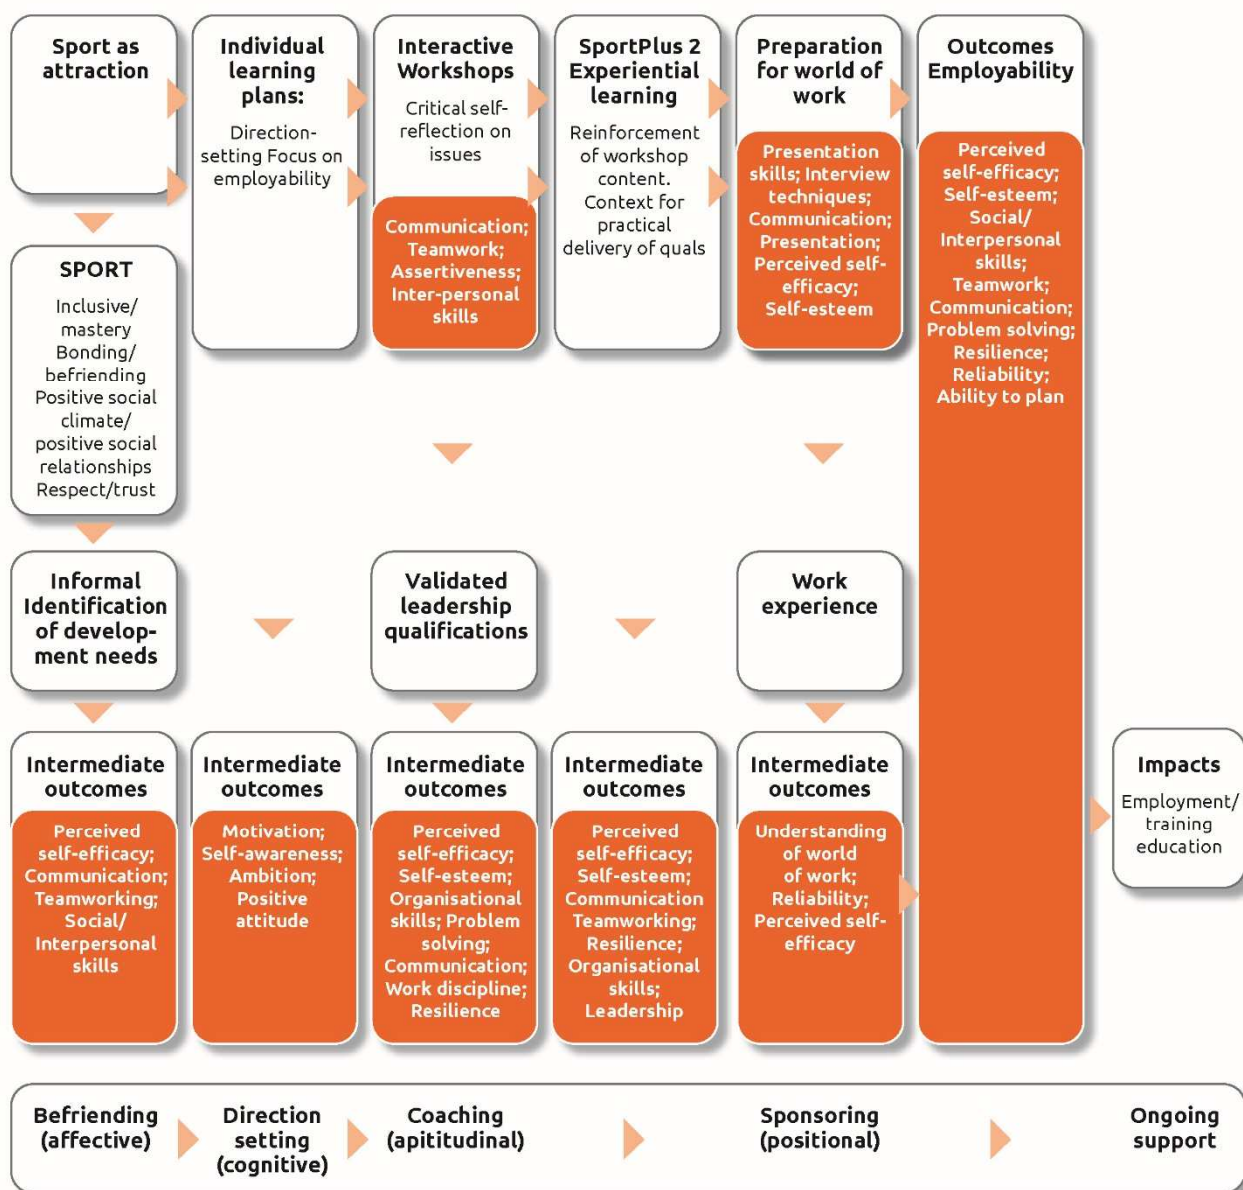 Sport as
attraction
Individual
learning
plans:
Direction-
setting Focus on
employability
Interactive
Workshops
Critical self-
reflection on
issues
Communication;
Teamwork;
Assertiveness;
Inter-personal
skills
SportPlus 2
Experiential
learning
Reinforcement
of workshop
content.
Context for
practical
delivery of quals
Preparation
for world of
work
Presentation
skills; Interview
techniques;
Communication;
Presentation;
Perceived self-
efficacy;
Self-esteem
Outcomes
Employability
Perceived
self-efficacy;
Self-esteem;
Social/
Interpersonal
skills;
Teamwork;
Communication;
Problem solving;
Resilience;
Reliability;
Ability to plan
SPORT
Inclusive/
mastery
Bonding/
befriending
Positive social
climate/
positive social
relationships
Respect/trust
Informal
Identification
of develop-
ment needs
Validated
leadership
qualifications
Work
experience
Intermediate
outcomes
Perceived
self-efficacy;
Communication;
Teamworking;
Social/
Interpersonal
skills
Intermediate
outcomes
Motivation;
Self-awareness;
Ambition;
Positive
attitude
Intermediate
outcomes
Perceived
self-efficacy;
Self-esteem;
Organisational
skills; Problem
solving;
Communication;
Work discipline;
Resilience
Intermediate
outcomes
Perceived
self-efficacy;
Self-esteem;
Communication
Teamworking;
Resilience;
Organisational
skills;
Leadership
Intermediate
outcomes
Understanding
of world
of work;
Reliability;
Perceived self-
efficacy
Impacts
Employment/
training
education
Befriending
(affective)
Direction
setting
(cognitive)
Coaching
(apititudinal)
Sponsoring
(positional)
Ongoing
support